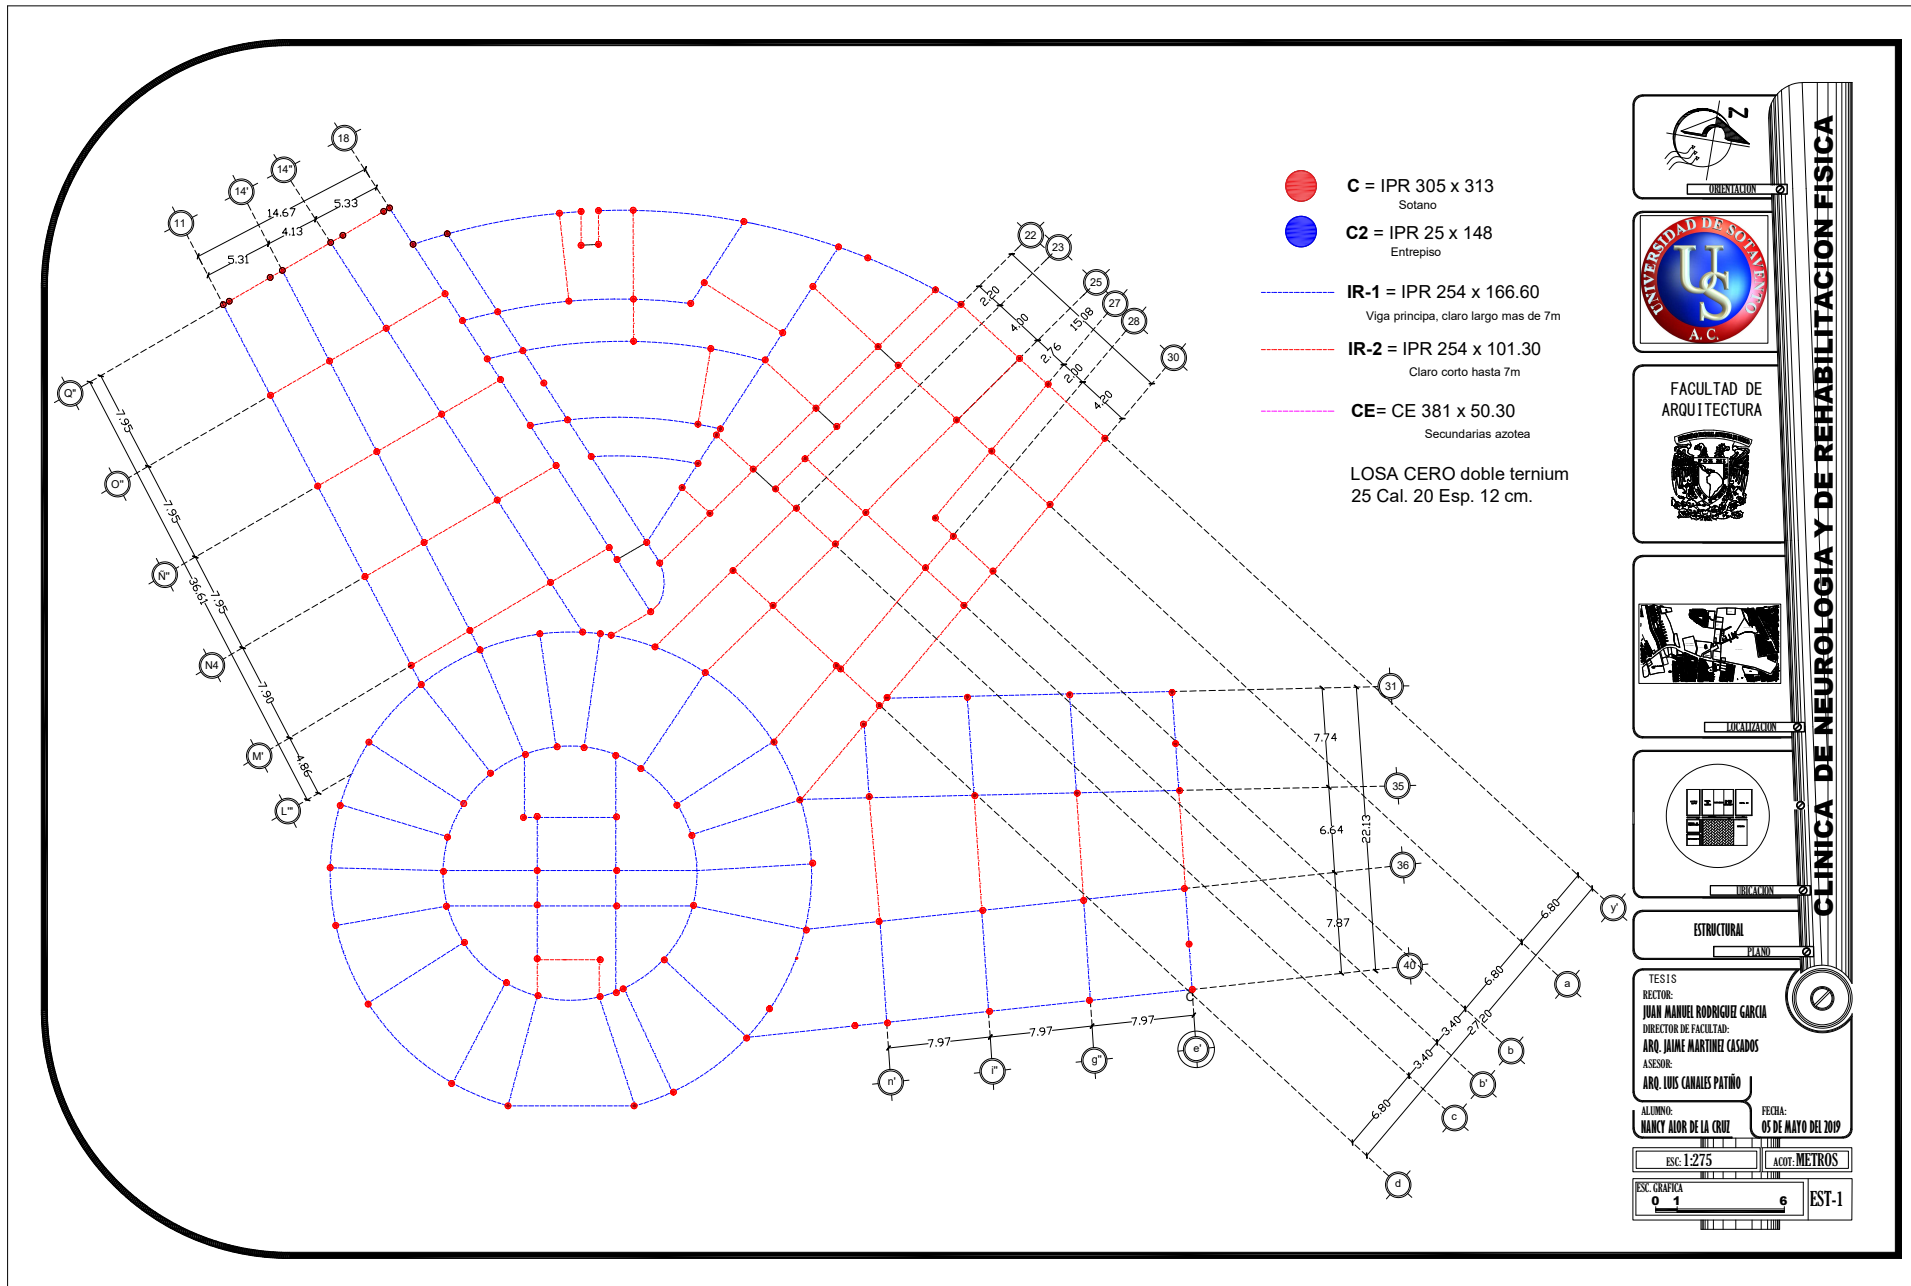 18
14"
14'
11
14.67
5.33
4.13
5.31
Q"
O"
Ñ"
N4
M'
L'"
7.95
7.95
7.95
7.90
4.86
36.61
22
23
25
27
28
30
2.20
4.00
15.08
2.76
2.00
4.20
C = IPR 305 x 313
Sotano
C2 = IPR 25 x 148
Entrepiso
IR-1 = IPR 254 x 166.60
Viga principa, claro largo mas de 7m
IR-2 = IPR 254 x 101.30
Claro corto hasta 7m
CE= CE 381 x 50.30
Secundarias azotea
LOSA CERO doble ternium
25 Cal. 20 Esp. 12 cm.
31
35
36
40
7.74
6.64
22.13
7.87
7.97
7.97
7.97
n'
i"
g"
e'
C
y'
a
b
b'
c
d
6.80
6.80
3.40
27.20
3.40
6.80
Z
ORIENTACION
UNIVERSIDAD DE SOTAVENTO
US
A. C.
FACULTAD DE
ARQUITECTURA
LOCALIZACION
UBICACION
ESTRUCTURAL
PLANO
CLINICA DE NEUROLOGIA Y DE REHABILITACION FISICA
TESIS
RECTOR:
JUAN MANUEL RODRIGUEZ GARCIA
DIRECTOR DE FACULTAD:
ARQ. JAIME MARTINEZ CASADOS
ASESOR:
ARQ. LUIS CANALES PATIÑO
ALUMNO:
NANCY ALOR DE LA CRUZ
FECHA:
05 DE MAYO DEL 2019
ESC: 1:275
ACOT: METROS
ESC. GRAFICA
0 1 6
EST-1